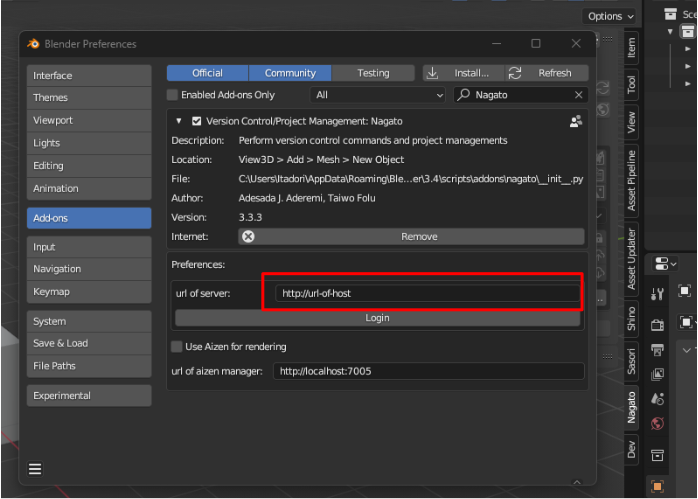 Options
Sce
Blender Preferences
Interface
Themes
Viewport
Lights
Editing
Animation
Add-ons
Input
Navigation
Keymap
System
Save & Load
File Paths
Experimental
Official Community Testing Install... Refresh
Enabled Add-ons Only All Nagato
Version Control/Project Management: Nagato
Description: Perform version control commands and project managements
Location: View3D > Add > Mesh > New Object
File: C:\Users\Itadori\AppData\Roaming\Ble...er\3.4\scripts\addons\nagato\__init__.py
Author: Adesada J. Aderemi, Taiwo Folu
Version: 3.3.3
Internet: Remove
Preferences:
url of server: http://url-of-host
Login
Use Aizen for rendering
url of aizen manager: http://localhost:7005
Item
Tool
View
Asset Pipeline
Asset Updater
Shino
Sasori
Nagato
Dev